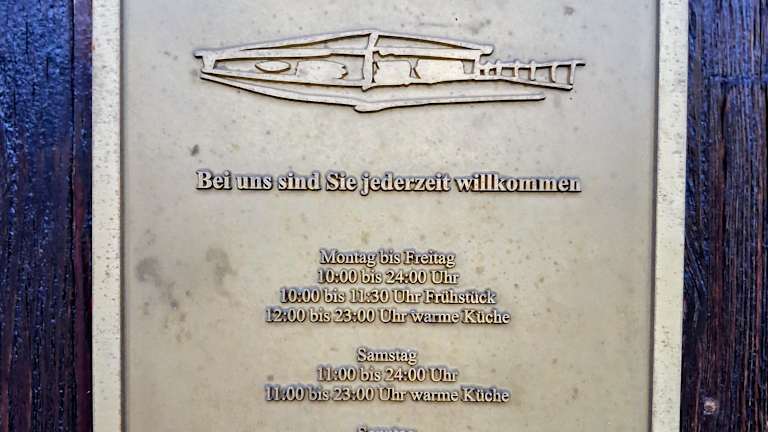 Bei uns sind Sie jederzeit willkommen
Montag bis Freitag
10:00 bis 24:00 Uhr
10:00 bis 11:30 Uhr Frühstück
12:00 bis 23:00 Uhr warme Küche
Samstag
11:00 bis 24:00 Uhr
11:00 bis 23:00 Uhr warme Küche